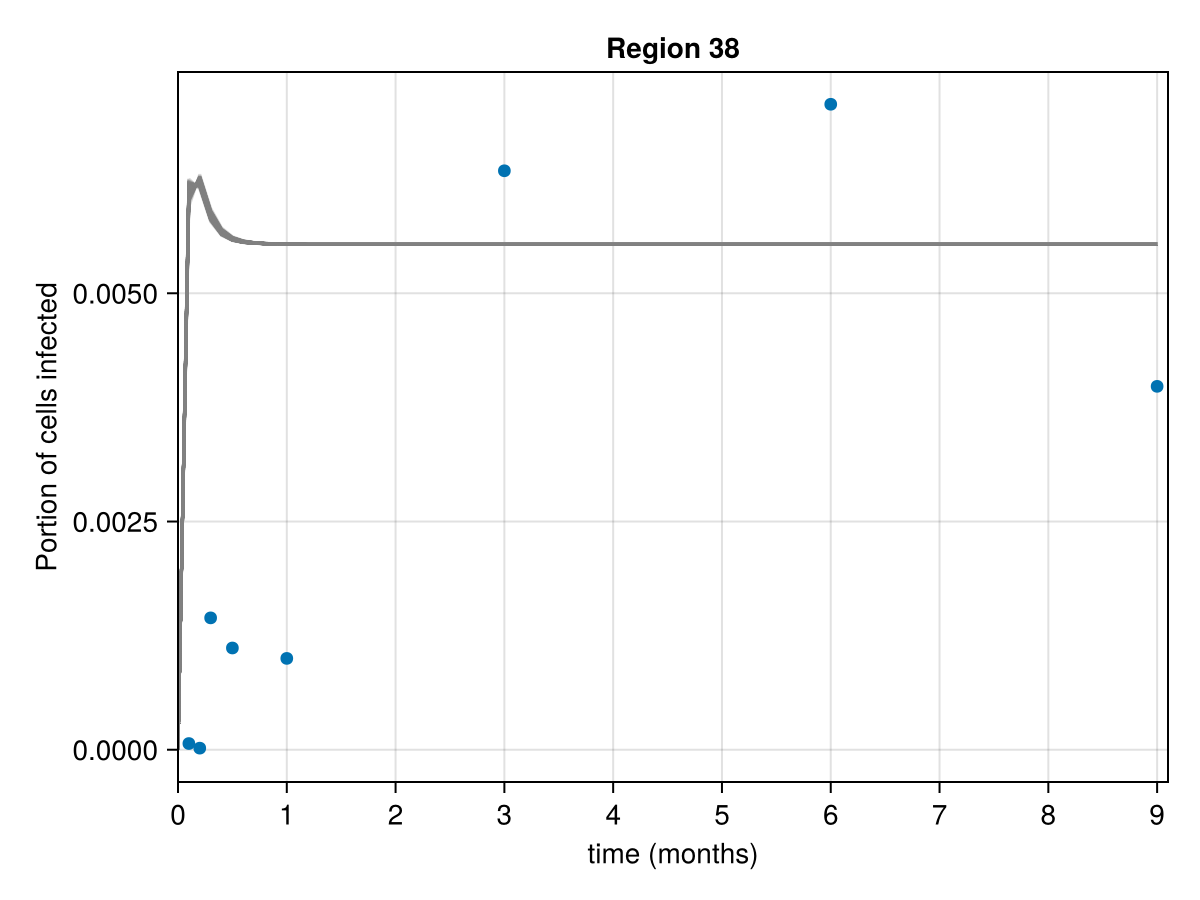 Region 38
Portion of cells infected
0.0050
0.0025
0.0000
0 1 2 3 4 5 6 7 8 9
time (months)